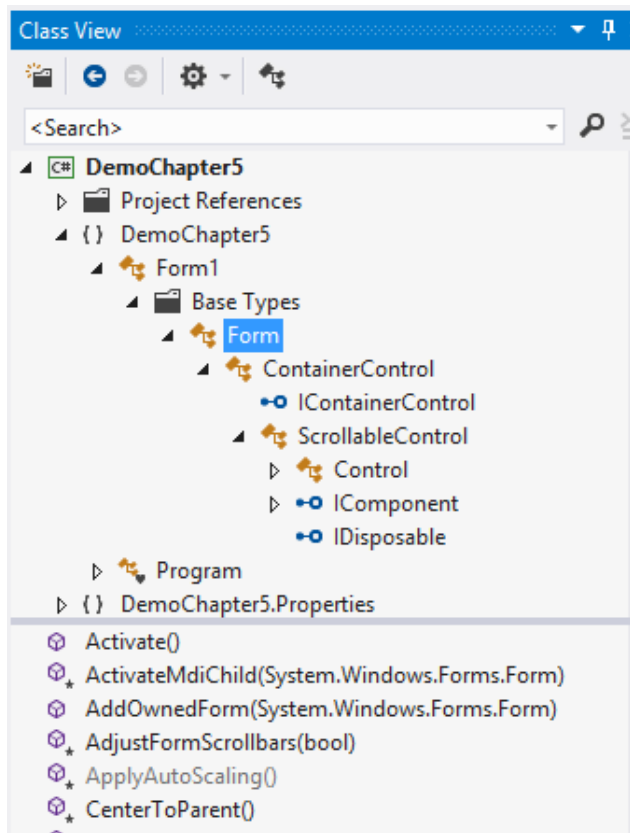 Class View
<Search>
C# DemoChapter5
Project References
{ } DemoChapter5
Form1
Base Types
Form
ContainerControl
IContainerControl
ScrollableControl
Control
IComponent
IDisposable
Program
{ } DemoChapter5.Properties
Activate()
ActivateMdiChild(System.Windows.Forms.Form)
AddOwnedForm(System.Windows.Forms.Form)
AdjustFormScrollbars(bool)
ApplyAutoScaling()
CenterToParent()